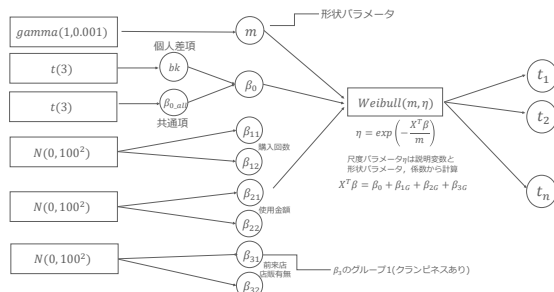 形状パラメータ
gamma(1,0.001)
m
個人差項
t(3)
bk
β₀
t(3)
β₀_all
共通項
Weibull(m, η)
η = exp(−XᵀB/m)
尺度パラメータηは説明変数と
形状パラメータ，係数から計算
Xᵀβ = β₀ + β₁G + β₂G + β₃G
t₁
t₂
tₙ
N(0, 100²)
β₁₁
購入回数
β₁₂
N(0, 100²)
β₂₁
使用金額
β₂₂
N(0, 100²)
β₃₁
前来店
店販有無
β₃₂
β₃のグループ1(クランピネスあり)